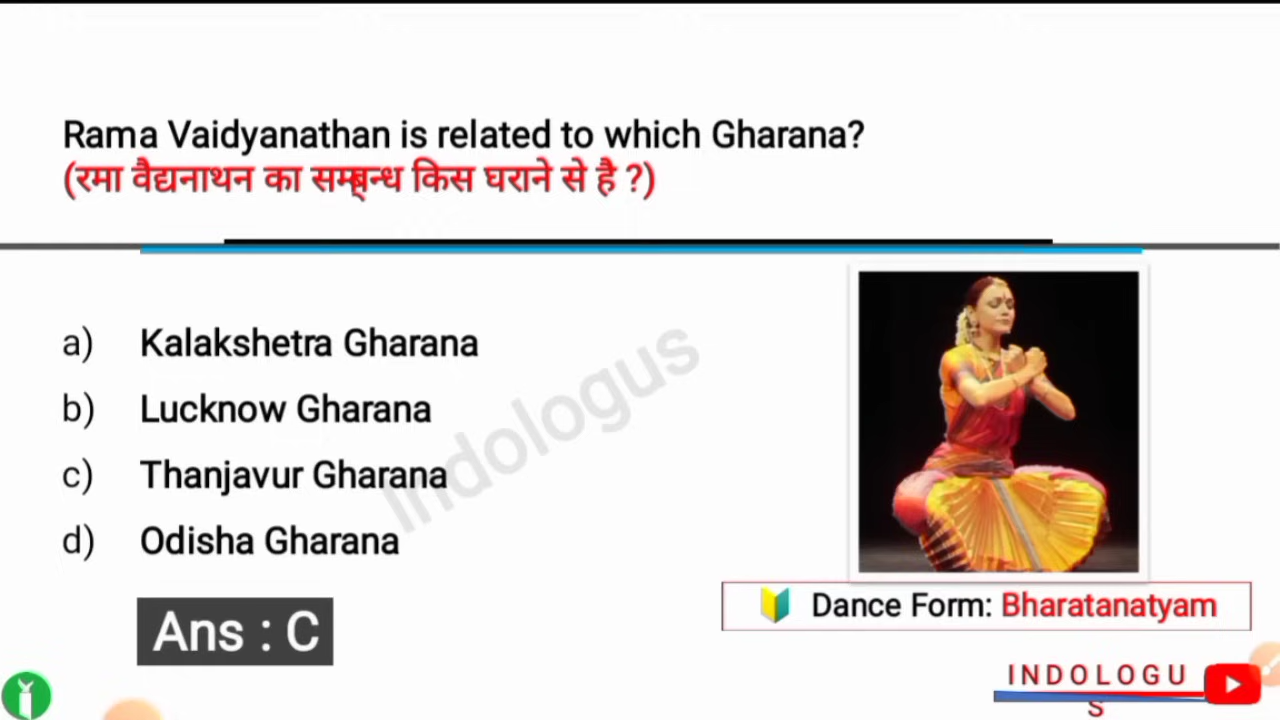 Rama Vaidyanathan is related to which Gharana?
(रमा वैद्यनाथन का सम्बन्ध किस घराने से है ?)
a) Kalakshetra Gharana
b) Lucknow Gharana
c) Thanjavur Gharana
d) Odisha Gharana
Indologus
Ans : C
Dance Form: Bharatanatyam
INDOLOGU
S